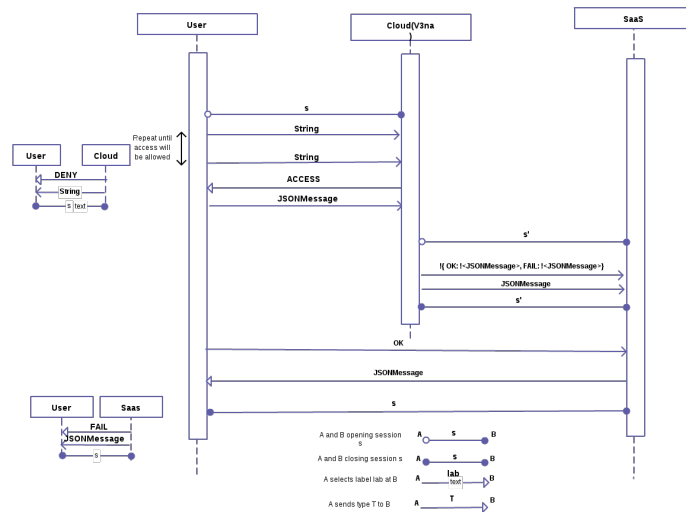 User
Cloud(V3na
)
SaaS
s
String
Repeat until
access will
be allowed
String
ACCESS
JSONMessage
User
Cloud
DENY
String
s text
s'
!{ OK: !<JSONMessage>, FAIL: !<JSONMessage>}
JSONMessage
s'
OK
JSONMessage
s
User
Saas
FAIL
JSONMessage
s
A and B opening session
s
A s B
A and B closing session s
A s B
A selects label lab at B
A lab B
text
A sends type T to B
A T B